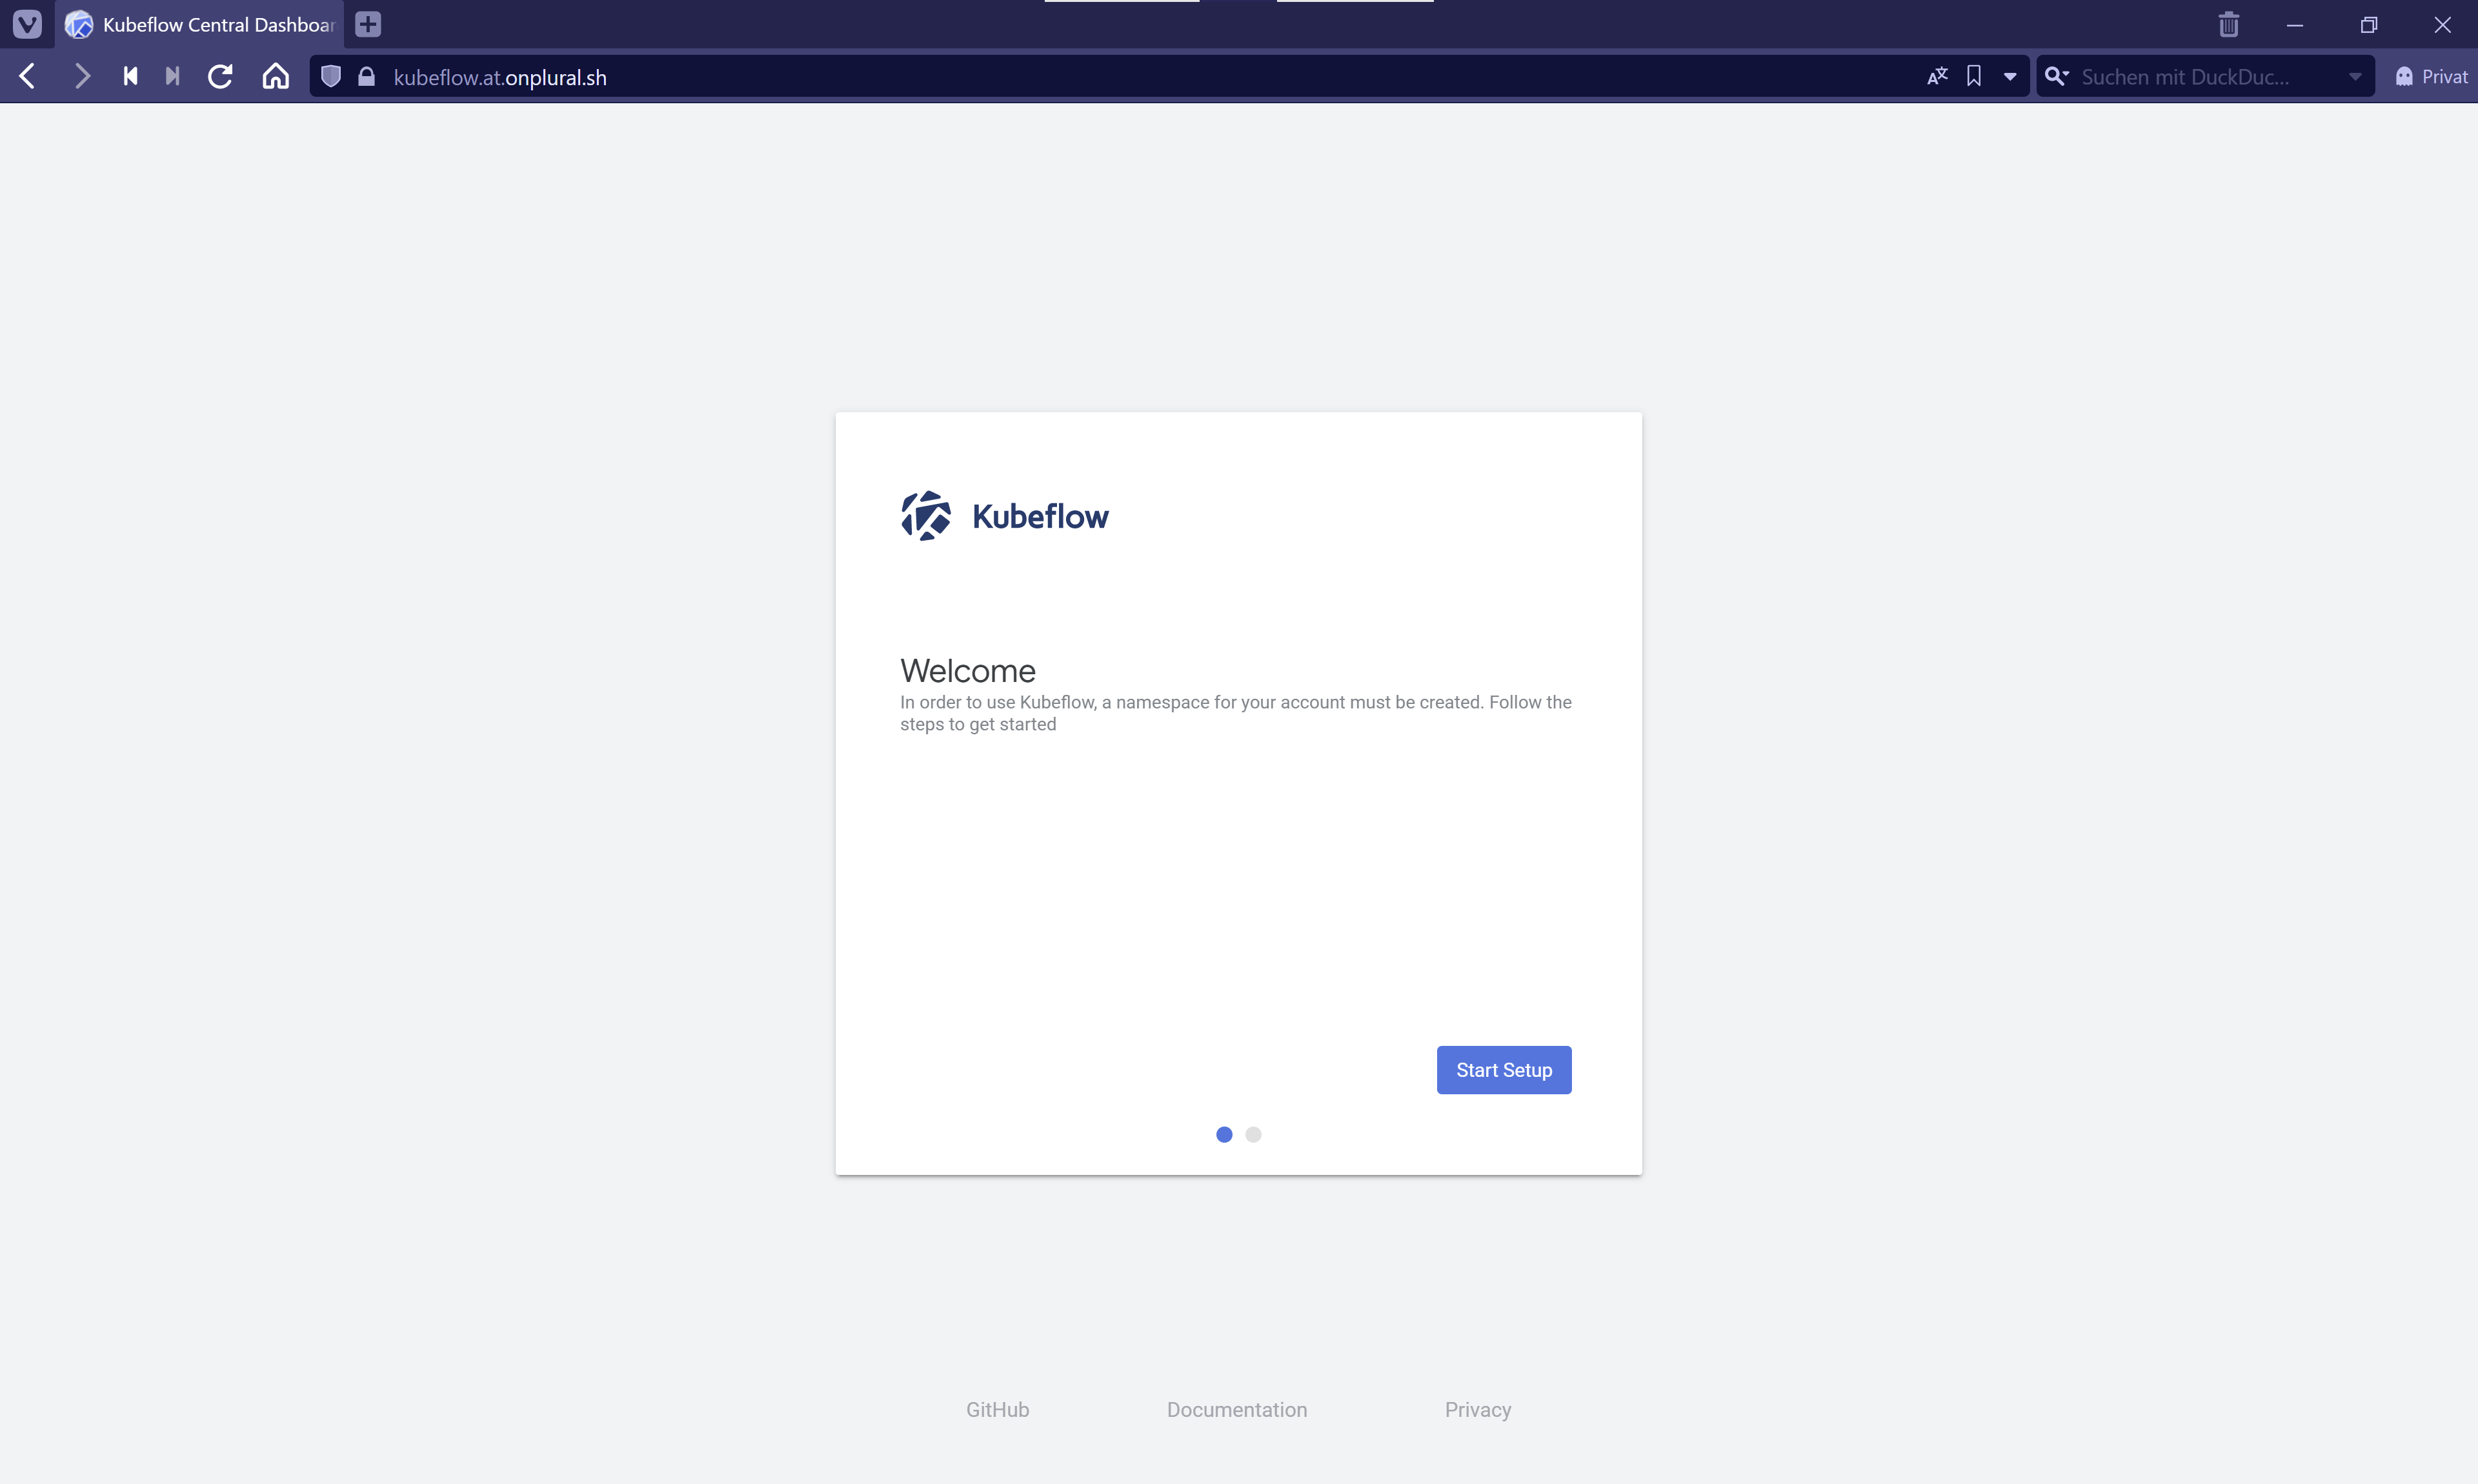 Kubeflow Central Dashboar
kubeflow.at.onplural.sh
Suchen mit DuckDuc...
Privat
Kubeflow
Welcome
In order to use Kubeflow, a namespace for your account must be created. Follow the
steps to get started
Start Setup
GitHub
Documentation
Privacy